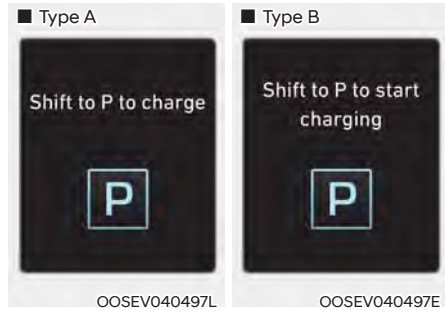 ■ Type A
Shift to P to charge
P
OOSEV040497L
■ Type B
Shift to P to start
charging
P
OOSEV040497E